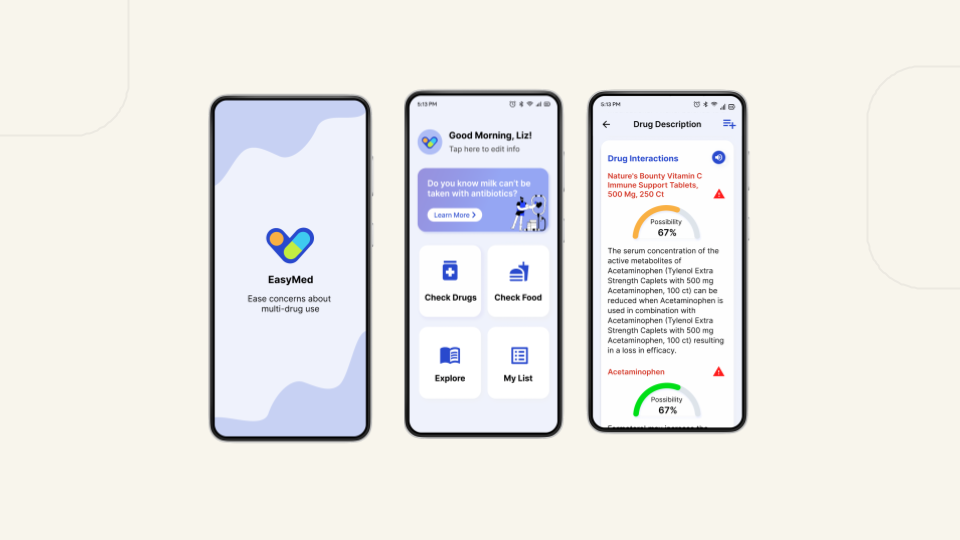 EasyMed
Ease concerns about
multi-drug use
5:13 PM
Good Morning, Liz!
Tap here to edit info
Do you know milk can't be
taken with antibiotics?
Learn More
Check Drugs
Check Food
Explore
My List
5:13 PM
Drug Description
Drug Interactions
Nature's Bounty Vitamin C
Immune Support Tablets,
500 Mg, 250 Ct
Possibility
67%
The serum concentration of the
active metabolites of
Acetaminophen (Tylenol Extra
Strength Caplets with 500 mg
Acetaminophen, 100 ct) can be
reduced when Acetaminophen is
used in combination with
Acetaminophen (Tylenol Extra
Strength Caplets with 500 mg
Acetaminophen, 100 ct) resulting
in a loss in efficacy.
Acetaminophen
Possibility
67%